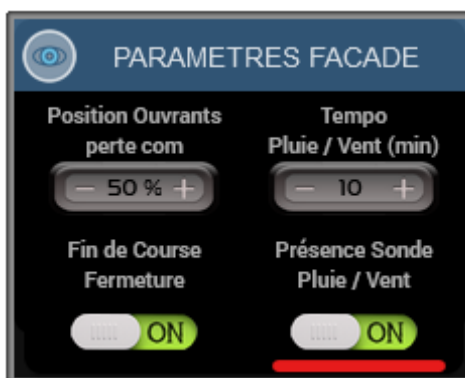 PARAMETRES FACADE
Position Ouvrants
perte com
Tempo
Pluie / Vent (min)
− 50 % +
− 10 +
Fin de Course
Fermeture
Présence Sonde
Pluie / Vent
ON
ON